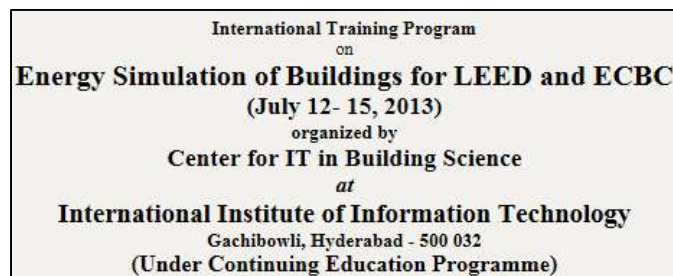 International Training Program
on
Energy Simulation of Buildings for LEED and ECBC
(July 12- 15, 2013)
organized by
Center for IT in Building Science
at
International Institute of Information Technology
Gachibowli, Hyderabad - 500 032
(Under Continuing Education Programme)